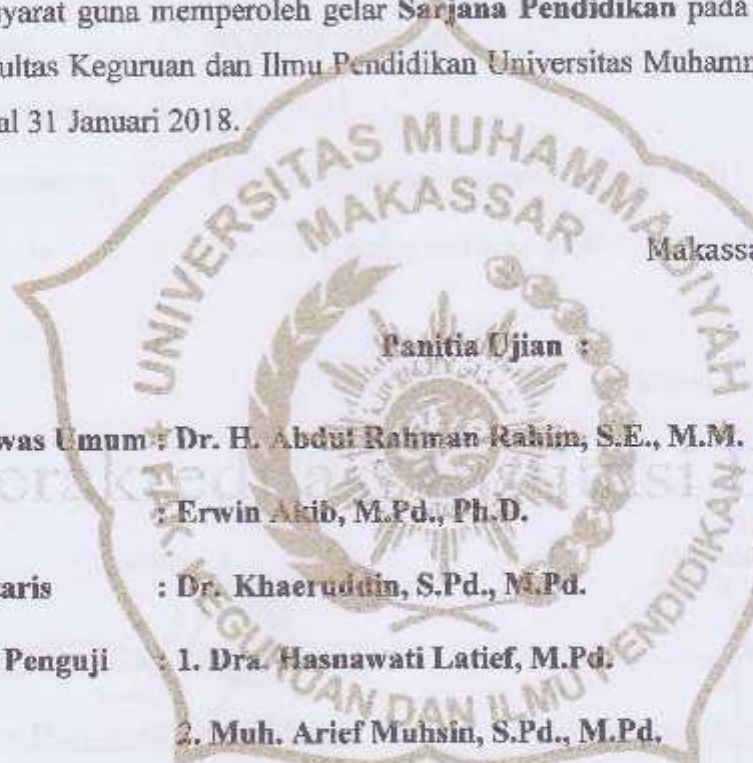 yarat guna memperoleh gelar Sarjana Pendidikan pada
ultas Keguruan dan Ilmu Pendidikan Universitas Muhamm
al 31 Januari 2018.
UNIVERSITAS MUHAMMADIYAH
MAKASSAR
Makassa
Panitia Ujian :
was Umum : Dr. H. Abdul Rahman Rahim, S.E., M.M.
: Erwin Akib, M.Pd., Ph.D.
taris : Dr. Khaeruddin, S.Pd., M.Pd.
Penguji : 1. Dra. Hasnawati Latief, M.Pd.
2. Muh. Arief Muhsin, S.Pd., M.Pd.
FAK. KEGURUAN DAN ILMU PENDIDIKAN